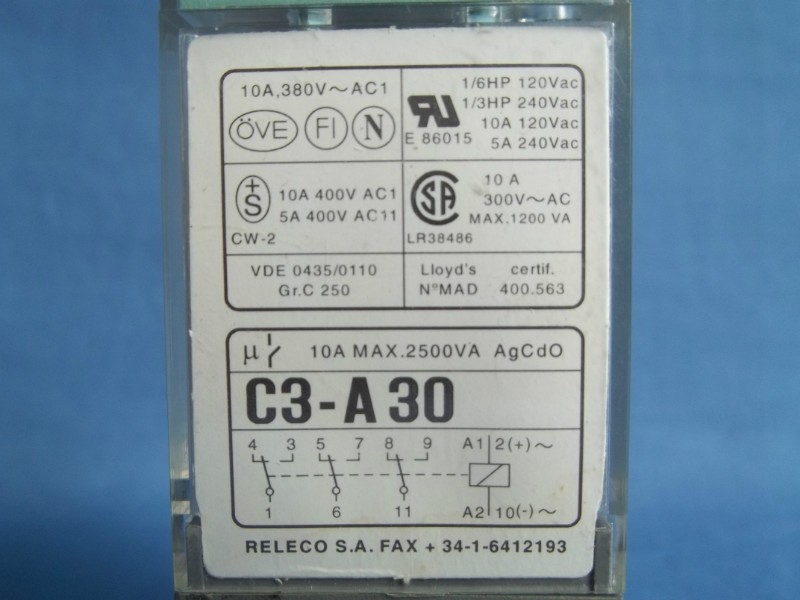 10A,380V~AC1
ÖVE FI N
E 86015
1/6HP 120Vac
1/3HP 240Vac
10A 120Vac
5A 240Vac
+S
10A 400V AC1
5A 400V AC11
CW-2
SA
10 A
300V~AC
MAX.1200 VA
LR38486
VDE 0435/0110
Gr.C 250
Lloyd's certif.
NºMAD 400.563
µ 10A MAX.2500VA AgCdO
C3-A30
4 3 5 7 8 9 A1 2(+)~
1 6 11 A2 10(-)~
RELECO S.A. FAX + 34-1-6412193